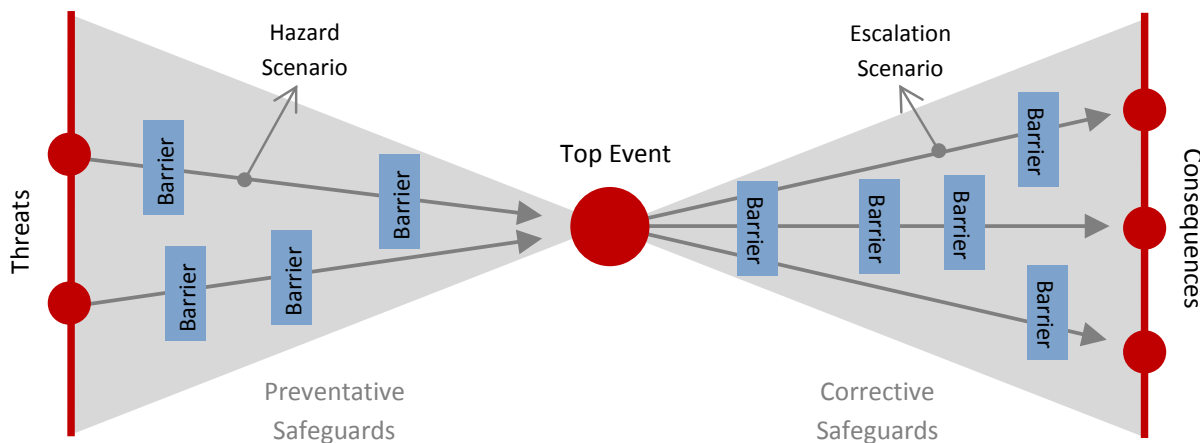 Hazard
Scenario
Escalation
Scenario
Threats
Barrier
Barrier
Barrier
Barrier
Top Event
Barrier
Barrier
Barrier
Barrier
Barrier
Consequences
Preventative
Safeguards
Corrective
Safeguards